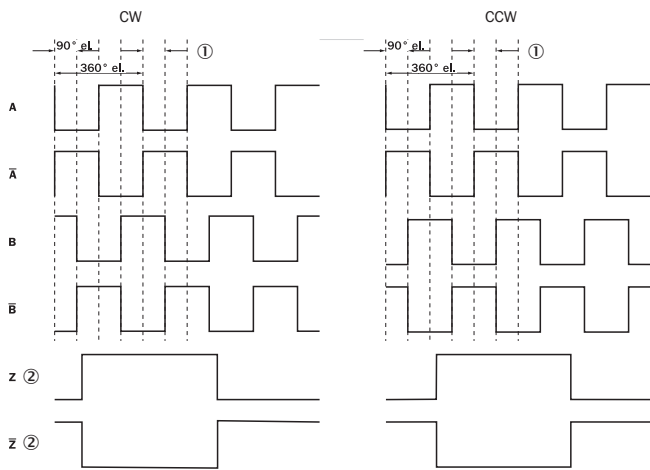 CW CCW
90° el. ① 90° el. ①
360° el. 360° el.
A
A̅
B
B̅
Z ②
Z̅ ②